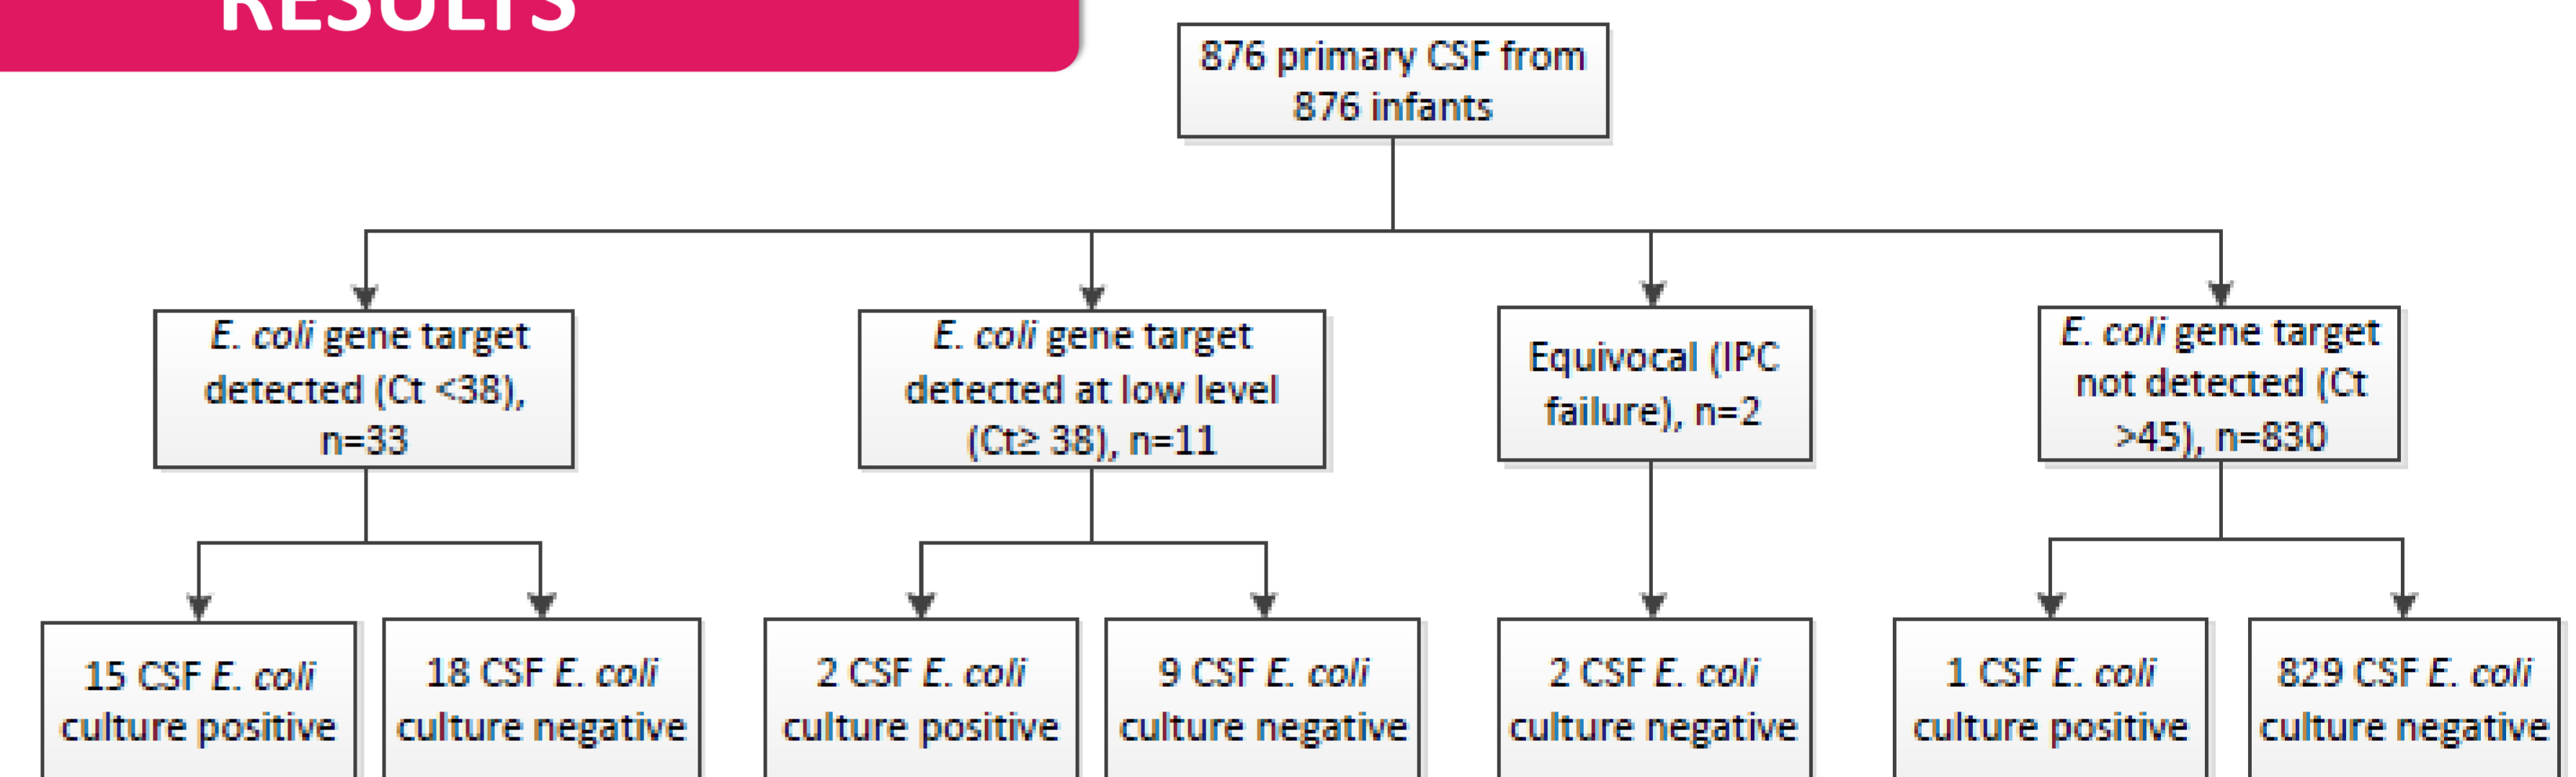 RESULTS
876 primary CSF from
876 infants
E. coli gene target
detected (Ct <38),
n=33
E. coli gene target
detected at low level
(Ct≥ 38), n=11
Equivocal (IPC
failure), n=2
E. coli gene target
not detected (Ct
>45), n=830
15 CSF E. coli
culture positive
18 CSF E. coli
culture negative
2 CSF E. coli
culture positive
9 CSF E. coli
culture negative
2 CSF E. coli
culture negative
1 CSF E. coli
culture positive
829 CSF E. coli
culture negative